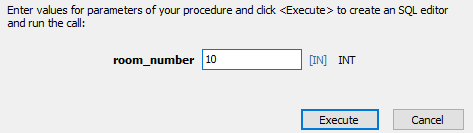 Enter values for parameters of your procedure and click <Execute> to create an SQL editor
and run the call:
room_number 10 [IN] INT
Execute Cancel